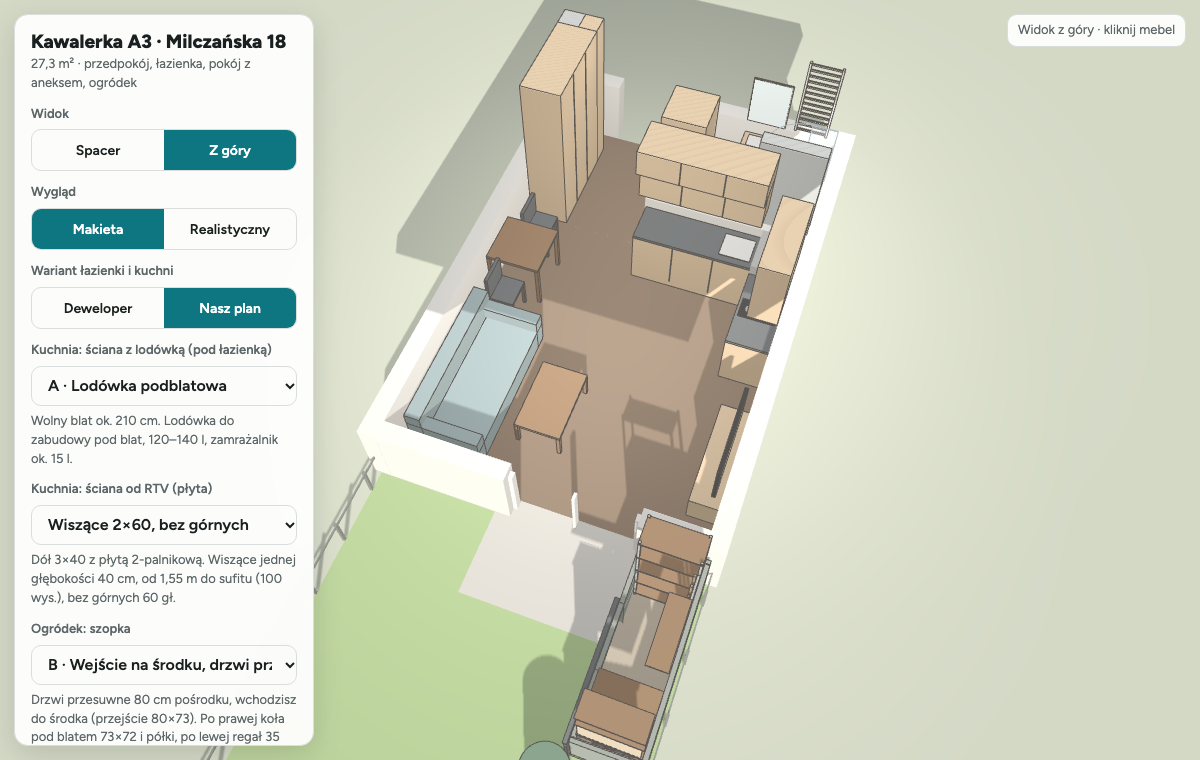 Kawalerka A3 · Milczańska 18
27,3 m² · przedpokój, łazienka, pokój z
aneksem, ogródek
Widok
Spacer
Z góry
Wygląd
Makieta
Realistyczny
Wariant łazienki i kuchni
Deweloper
Nasz plan
Kuchnia: ściana z lodówką (pod łazienką)
A · Lodówka podblatowa
Wolny blat ok. 210 cm. Lodówka do
zabudowy pod blat, 120–140 l, zamrażalnik
ok. 15 l.
Kuchnia: ściana od RTV (płyta)
Wiszące 2×60, bez górnych
Dół 3×40 z płytą 2-palnikową. Wiszące jednej
głębokości 40 cm, od 1,55 m do sufitu (100
wys.), bez górnych 60 gł.
Ogródek: szopka
B · Wejście na środku, drzwi prz
Drzwi przesuwne 80 cm pośrodku, wchodzisz
do środka (przejście 80×73). Po prawej koła
pod blatem 73×72 i półki, po lewej regał 35
Widok z góry · kliknij mebel